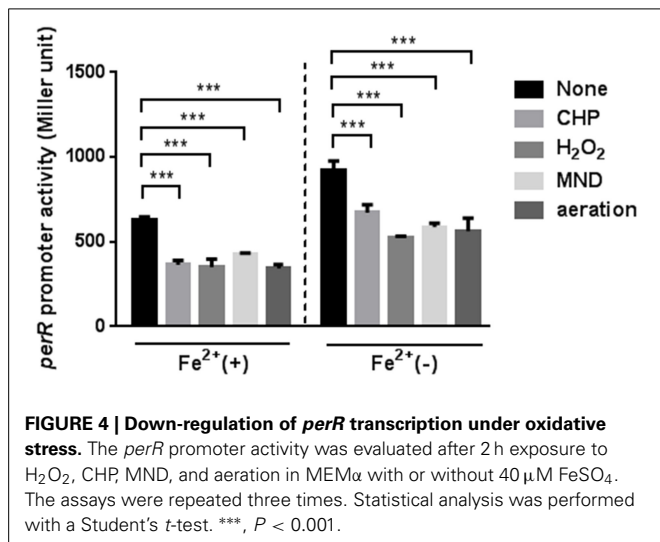 perR promoter activity (Miller unit)
1500
1000
500
0
***
***
***
***
***
***
***
***
Fe²⁺(+)
Fe²⁺(-)
None
CHP
H₂O₂
MND
aeration
FIGURE 4 | Down-regulation of perR transcription under oxidative
stress. The perR promoter activity was evaluated after 2 h exposure to
H₂O₂, CHP, MND, and aeration in MEMα with or without 40 μM FeSO₄.
The assays were repeated three times. Statistical analysis was performed
with a Student's t-test. ***, P < 0.001.